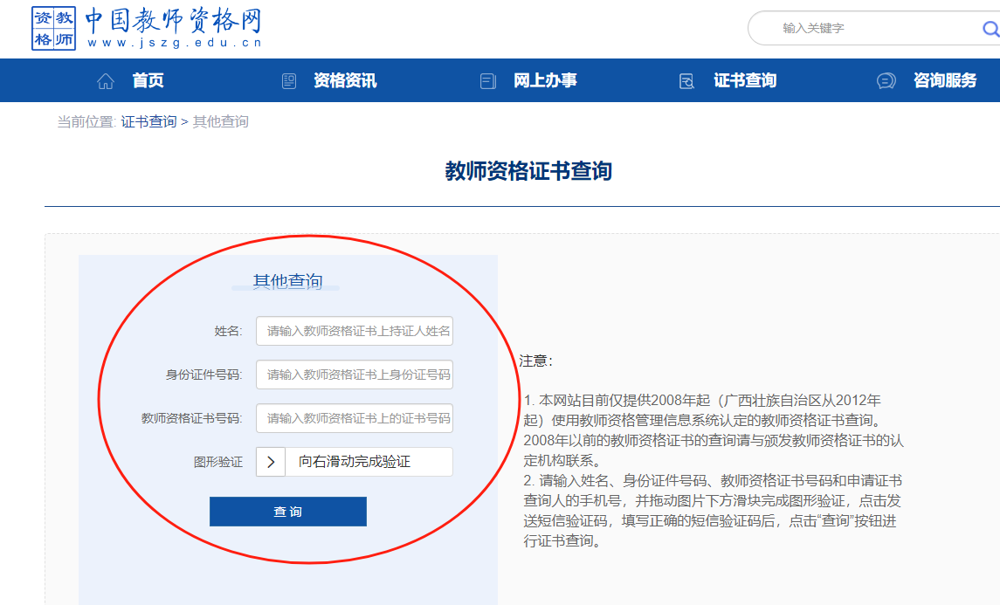 资教
格师
中国教师资格网
www.jszg.edu.cn
输入关键字
首页 资格资讯 网上办事 证书查询 咨询服务
当前位置: 证书查询 > 其他查询
教师资格证书查询
其他查询
姓名: 请输入教师资格证书上持证人姓名
身份证件号码: 请输入教师资格证书上身份证号码
教师资格证书号码: 请输入教师资格证书上的证书号码
图形验证 向右滑动完成验证
查 询
注意：
1. 本网站目前仅提供2008年起（广西壮族自治区从2012年
起）使用教师资格管理信息系统认定的教师资格证书查询。
2008年以前的教师资格证书的查询请与颁发教师资格证书的认
定机构联系。
2. 请输入姓名、身份证件号码、教师资格证书号码和申请证书
查询人的手机号，并拖动图片下方滑块完成图形验证，点击发
送短信验证码，填写正确的短信验证码后，点击“查询”按钮进
行证书查询。